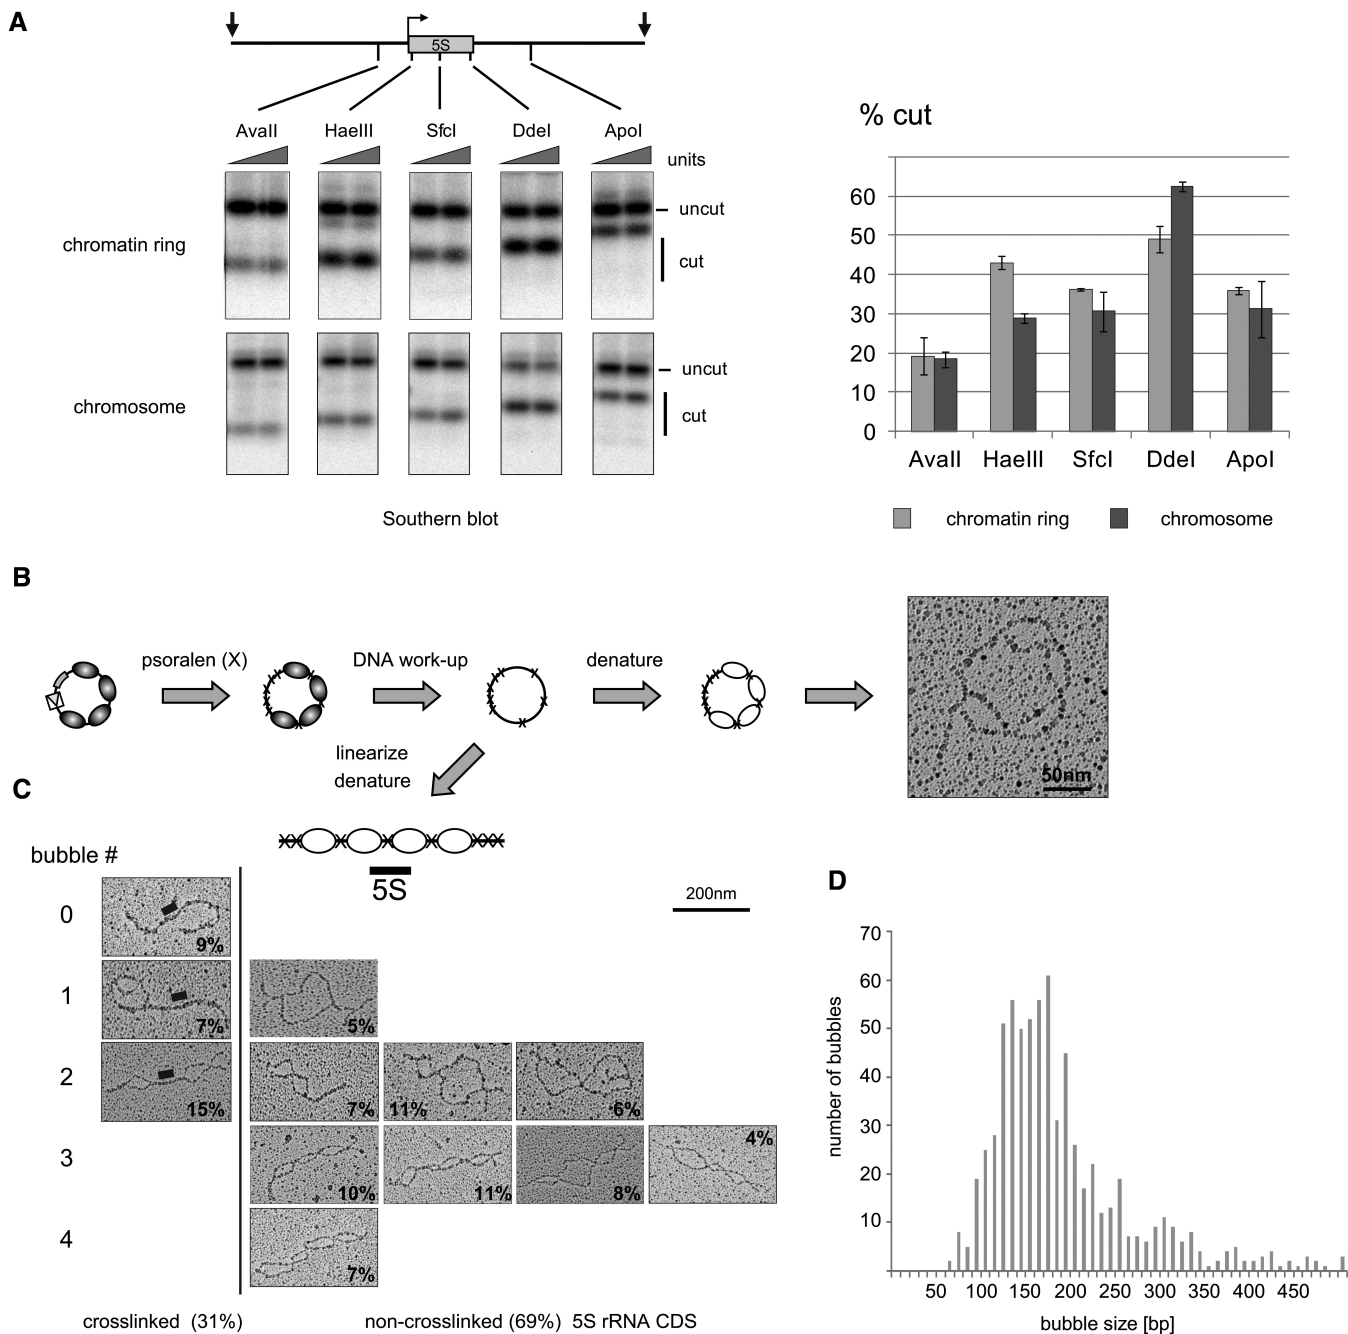 A
5S
AvaII HaeIII SfcI DdeI ApoI
units
chromatin ring
uncut
cut
chromosome
uncut
cut
Southern blot
% cut
60
50
40
30
20
10
0
AvaII HaeIII SfcI DdeI ApoI
chromatin ring chromosome
B
psoralen (X) DNA work-up denature
linearize
denature
50nm
C
bubble #
5S
200nm
0
9%
1
7% 5%
2
15% 7% 11% 6%
3
10% 11% 8% 4%
4
7%
crosslinked (31%) non-crosslinked (69%) 5S rRNA CDS
D
number of bubbles
70
60
50
40
30
20
10
50 100 150 200 250 300 350 400 450
bubble size [bp]